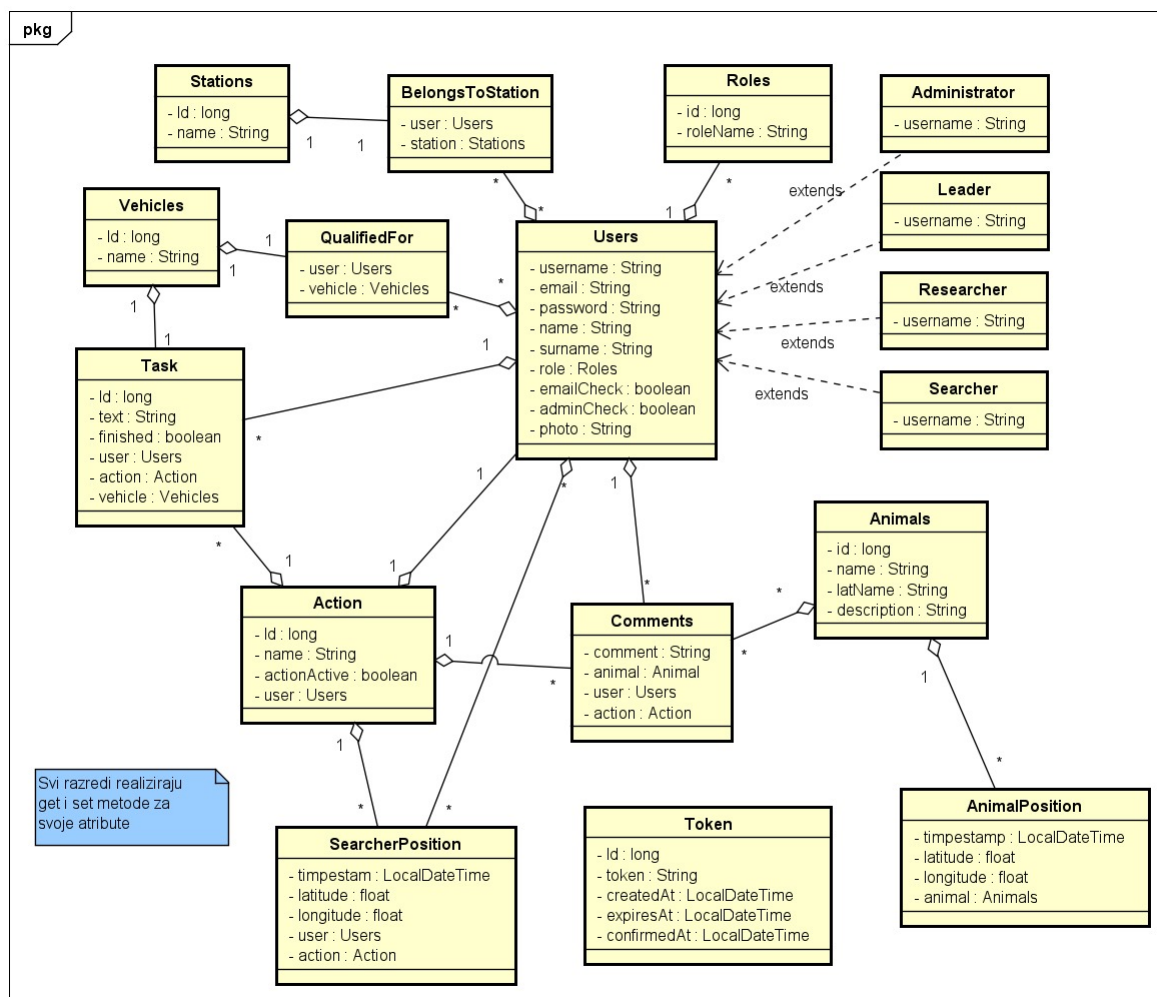 pkg
Stations
- Id : long
- name : String
1
1
BelongsToStation
- user : Users
- station : Stations
*
*
Roles
- id : long
- roleName : String
*
1
Administrator
- username : String
extends
Leader
- username : String
extends
Researcher
- username : String
extends
Searcher
- username : String
extends
Vehicles
- Id : long
- name : String
1
1
1
1
QualifiedFor
- user : Users
- vehicle : Vehicles
*
*
Users
- username : String
- email : String
- password : String
- name : String
- surname : String
- role : Roles
- emailCheck : boolean
- adminCheck : boolean
- photo : String
1
*
Task
- Id : long
- text : String
- finished : boolean
- user : Users
- action : Action
- vehicle : Vehicles
*
1
1
1
*
1
Animals
- id : long
- name : String
- latName : String
- description : String
*
*
1
*
Action
- Id : long
- name : String
- actionActive : boolean
- user : Users
1
*
1
*
*
*
Comments
- comment : String
- animal : Animal
- user : Users
- action : Action
Svi razredi realiziraju
get i set metode za
svoje atribute
SearcherPosition
- timpestam : LocalDateTime
- latitude : float
- longitude : float
- user : Users
- action : Action
Token
- Id : long
- token : String
- createdAt : LocalDateTime
- expiresAt : LocalDateTime
- confirmedAt : LocalDateTime
AnimalPosition
- timpestamp : LocalDateTime
- latitude : float
- longitude : float
- animal : Animals